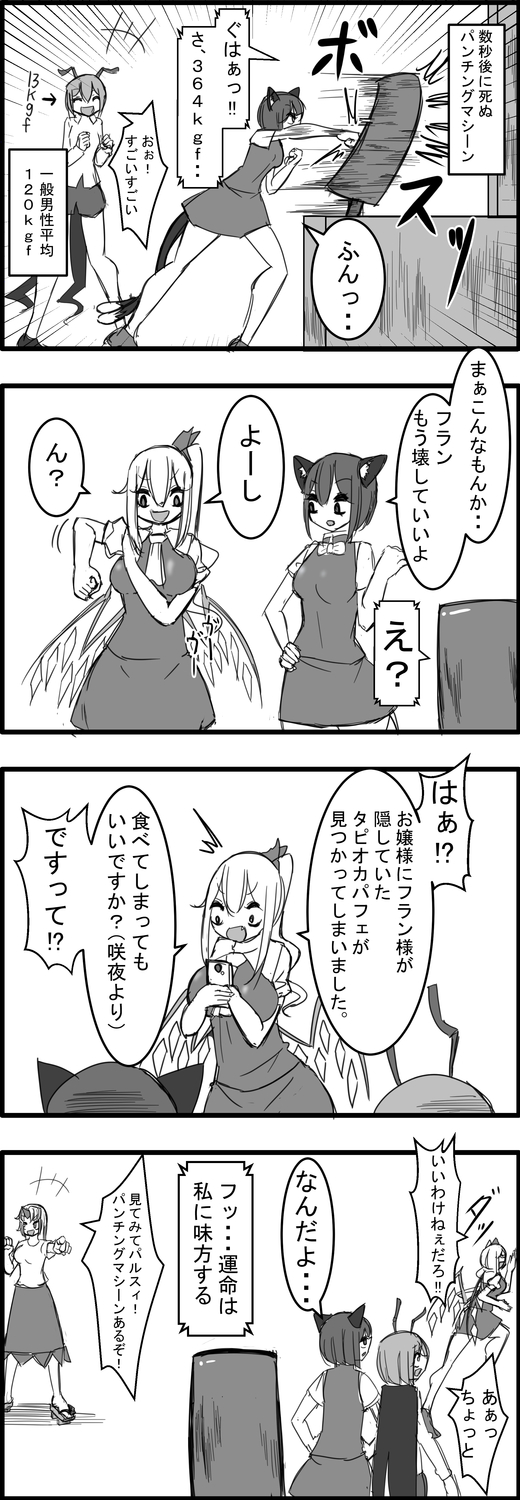 数秒後に死ぬ
パンチングマシーン
ふんっ・・
ボスッ
ぐはぁっ!!
さ、364kgf・・
おぉ!
すごいすごい
13kgf
→
一般男性平均
120kgf
まぁこんなもんか・・
フラン
もう壊していいよ
え?
よーし
ん?
ヴーヴー
はぁ!?
お嬢様にフラン様が
隠していた
タピオカパフェが
見つかってしまいました。
食べてしまっても
いいですか?(咲夜より)
ですって!?
いいわけねぇだろ!!
ダッ
あぁっ
ちょっと
なんだよ・・・
フッ・・・運命は
私に味方する
見てみてパルスィ!
パンチングマシーンあるぞ!